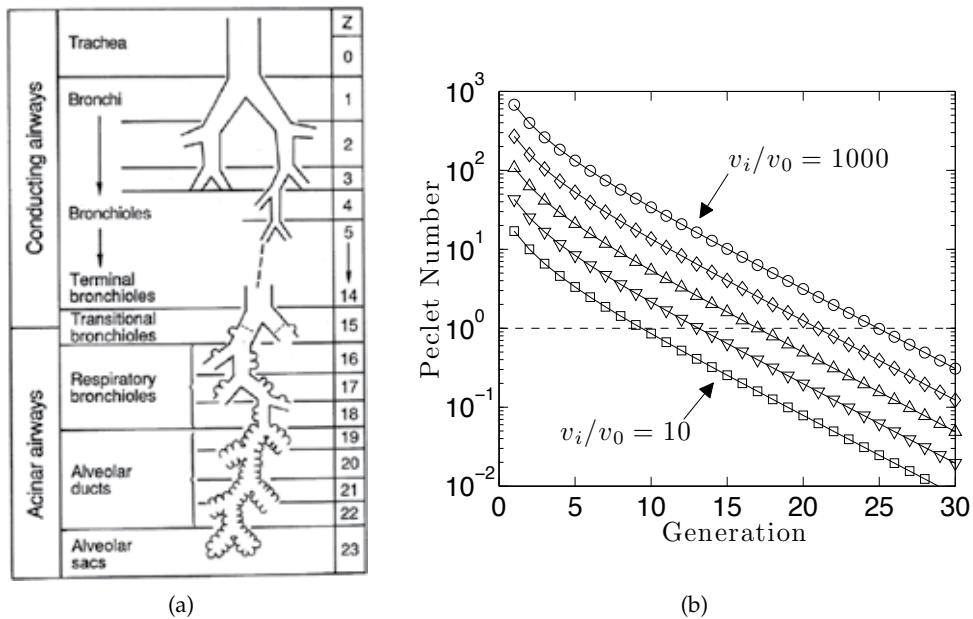 Conducting airways
Acinar airways
Trachea
Bronchi
Bronchioles
Terminal
bronchioles
Transitional
bronchioles
Respiratory
bronchioles
Alveolar
ducts
Alveolar
sacs
Z
0
1
2
3
4
5
14
15
16
17
18
19
20
21
22
23
(a)
Peclet Number
10^3
10^2
10^1
10^0
10^-1
10^-2
v_i/v_0 = 1000
v_i/v_0 = 10
0 5 10 15 20 25 30
Generation
(b)